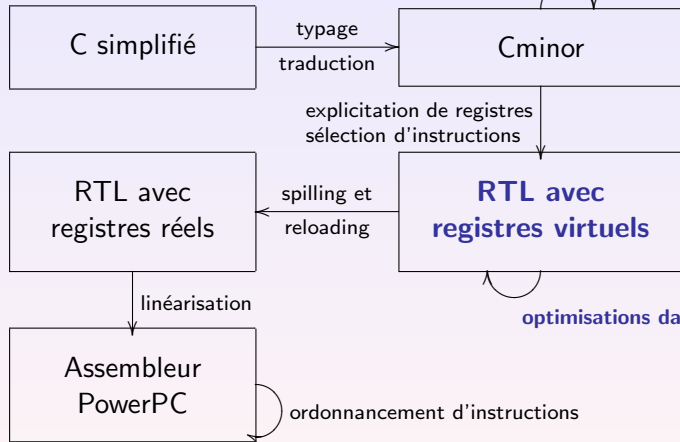 C simplifié
typage
traduction
Cminor
explicitation de registres
sélection d'instructions
RTL avec
registres réels
spilling et
reloading
RTL avec
registres virtuels
linéarisation
optimisations
Assembleur
PowerPC
ordonnancement d'instructions